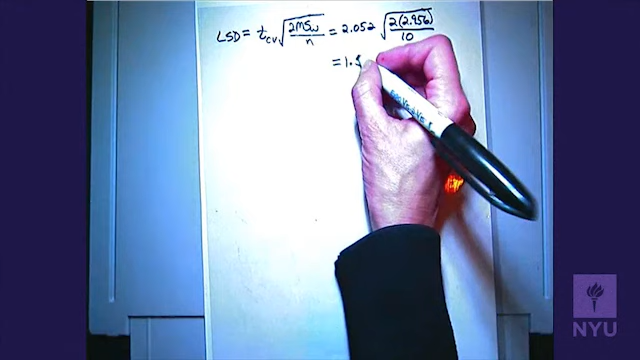 LSD = t_cv √(2MS_w / n) = 2.052 √(2(2.956) / 10)
= 1.5
NYU